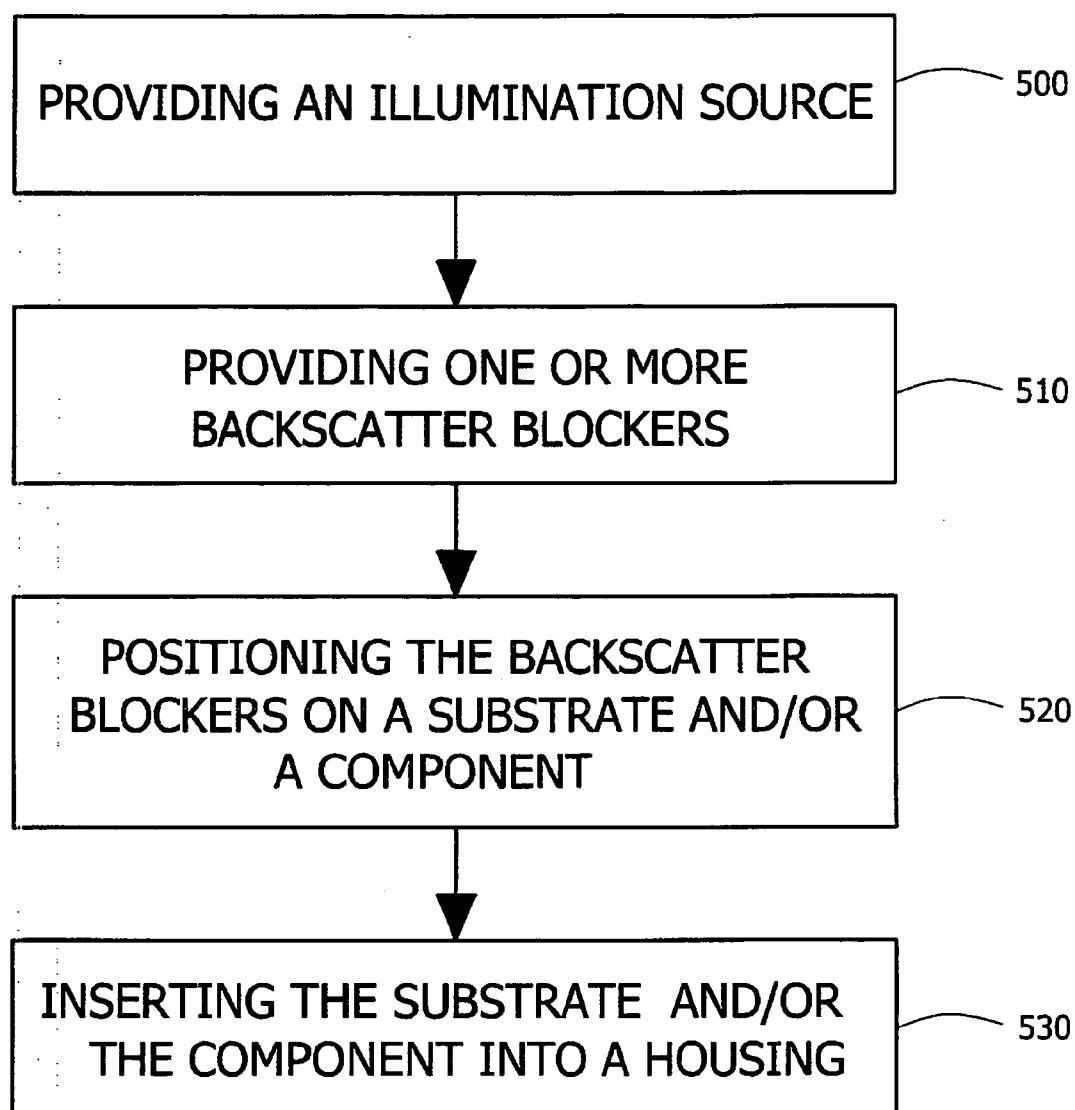 PROVIDING AN ILLUMINATION SOURCE
500
PROVIDING ONE OR MORE
BACKSCATTER BLOCKERS
510
POSITIONING THE BACKSCATTER
BLOCKERS ON A SUBSTRATE AND/OR
A COMPONENT
520
INSERTING THE SUBSTRATE AND/OR
THE COMPONENT INTO A HOUSING
530